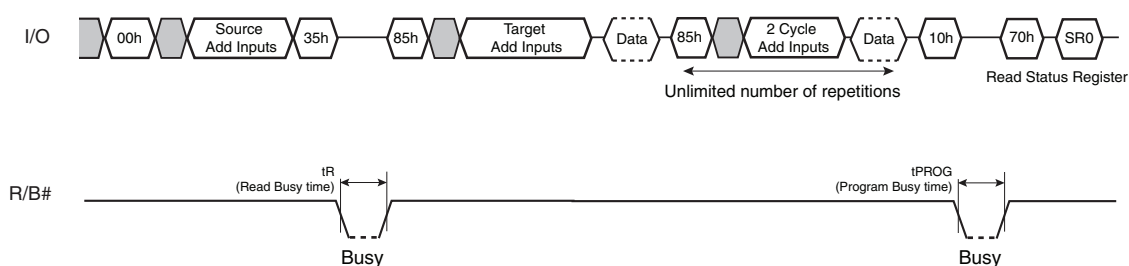 I/O
00h
Source
Add Inputs
35h
85h
Target
Add Inputs
Data
85h
2 Cycle
Add Inputs
Data
10h
70h
SR0
Unlimited number of repetitions
Read Status Register
R/B#
tR
(Read Busy time)
Busy
tPROG
(Program Busy time)
Busy